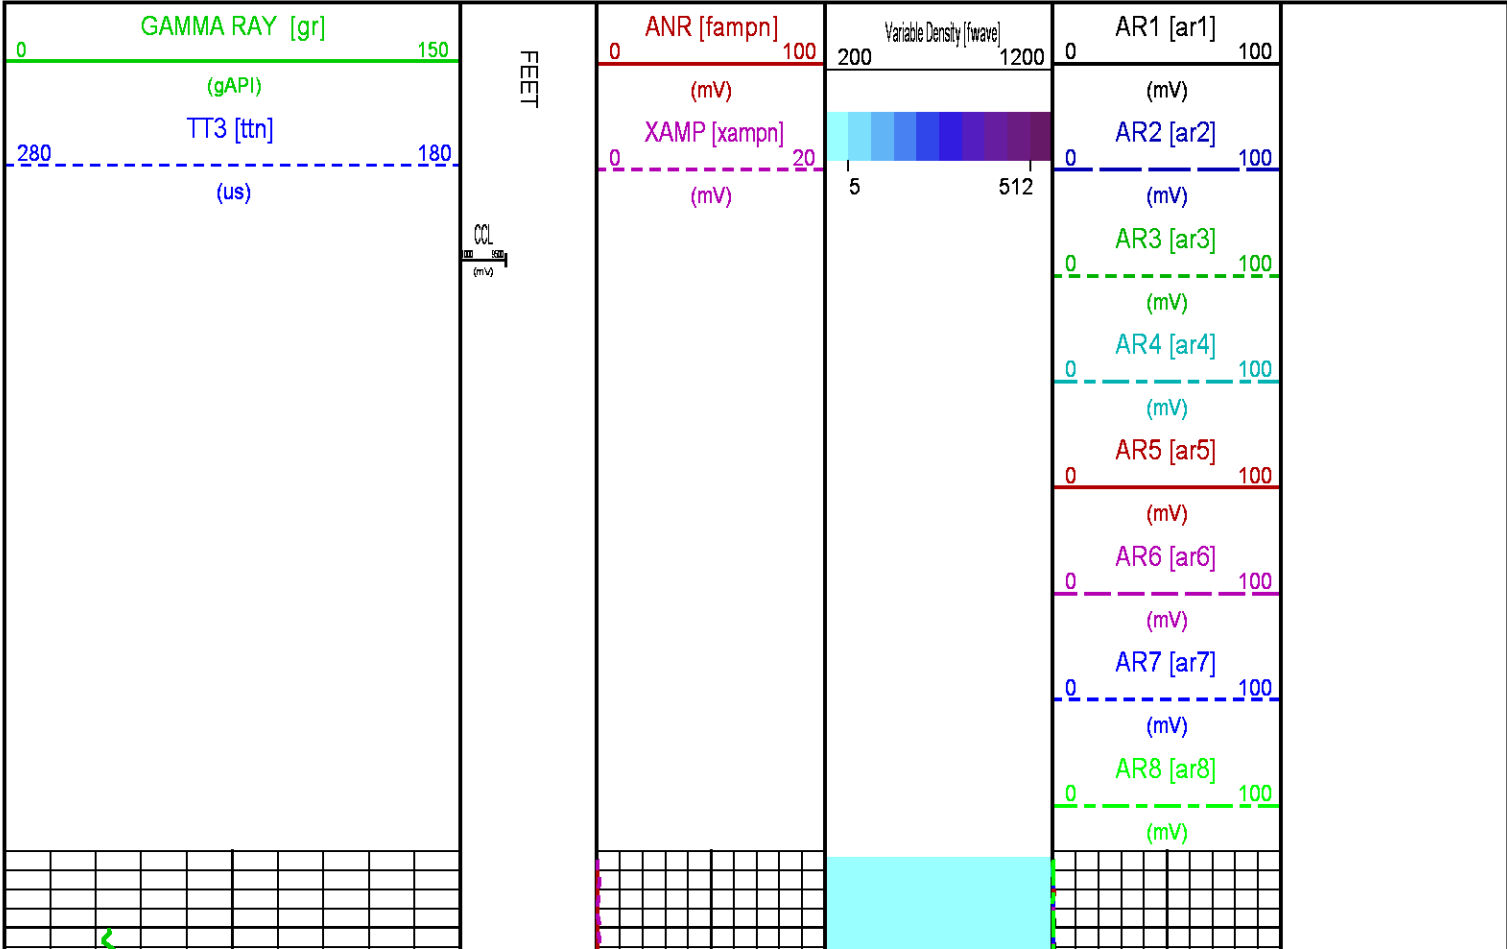 GAMMA RAY [gr]
0 150
(gAPI)
TT3 [ttn]
280 180
(us)
FEET
CCL
(mV)
ANR [fampn]
0 100
(mV)
XAMP [xampn]
0 20
(mV)
Variable Density [fwave]
200 1200
5 512
AR1 [ar1]
0 100
(mV)
AR2 [ar2]
0 100
(mV)
AR3 [ar3]
0 100
(mV)
AR4 [ar4]
0 100
(mV)
AR5 [ar5]
0 100
(mV)
AR6 [ar6]
0 100
(mV)
AR7 [ar7]
0 100
(mV)
AR8 [ar8]
0 100
(mV)